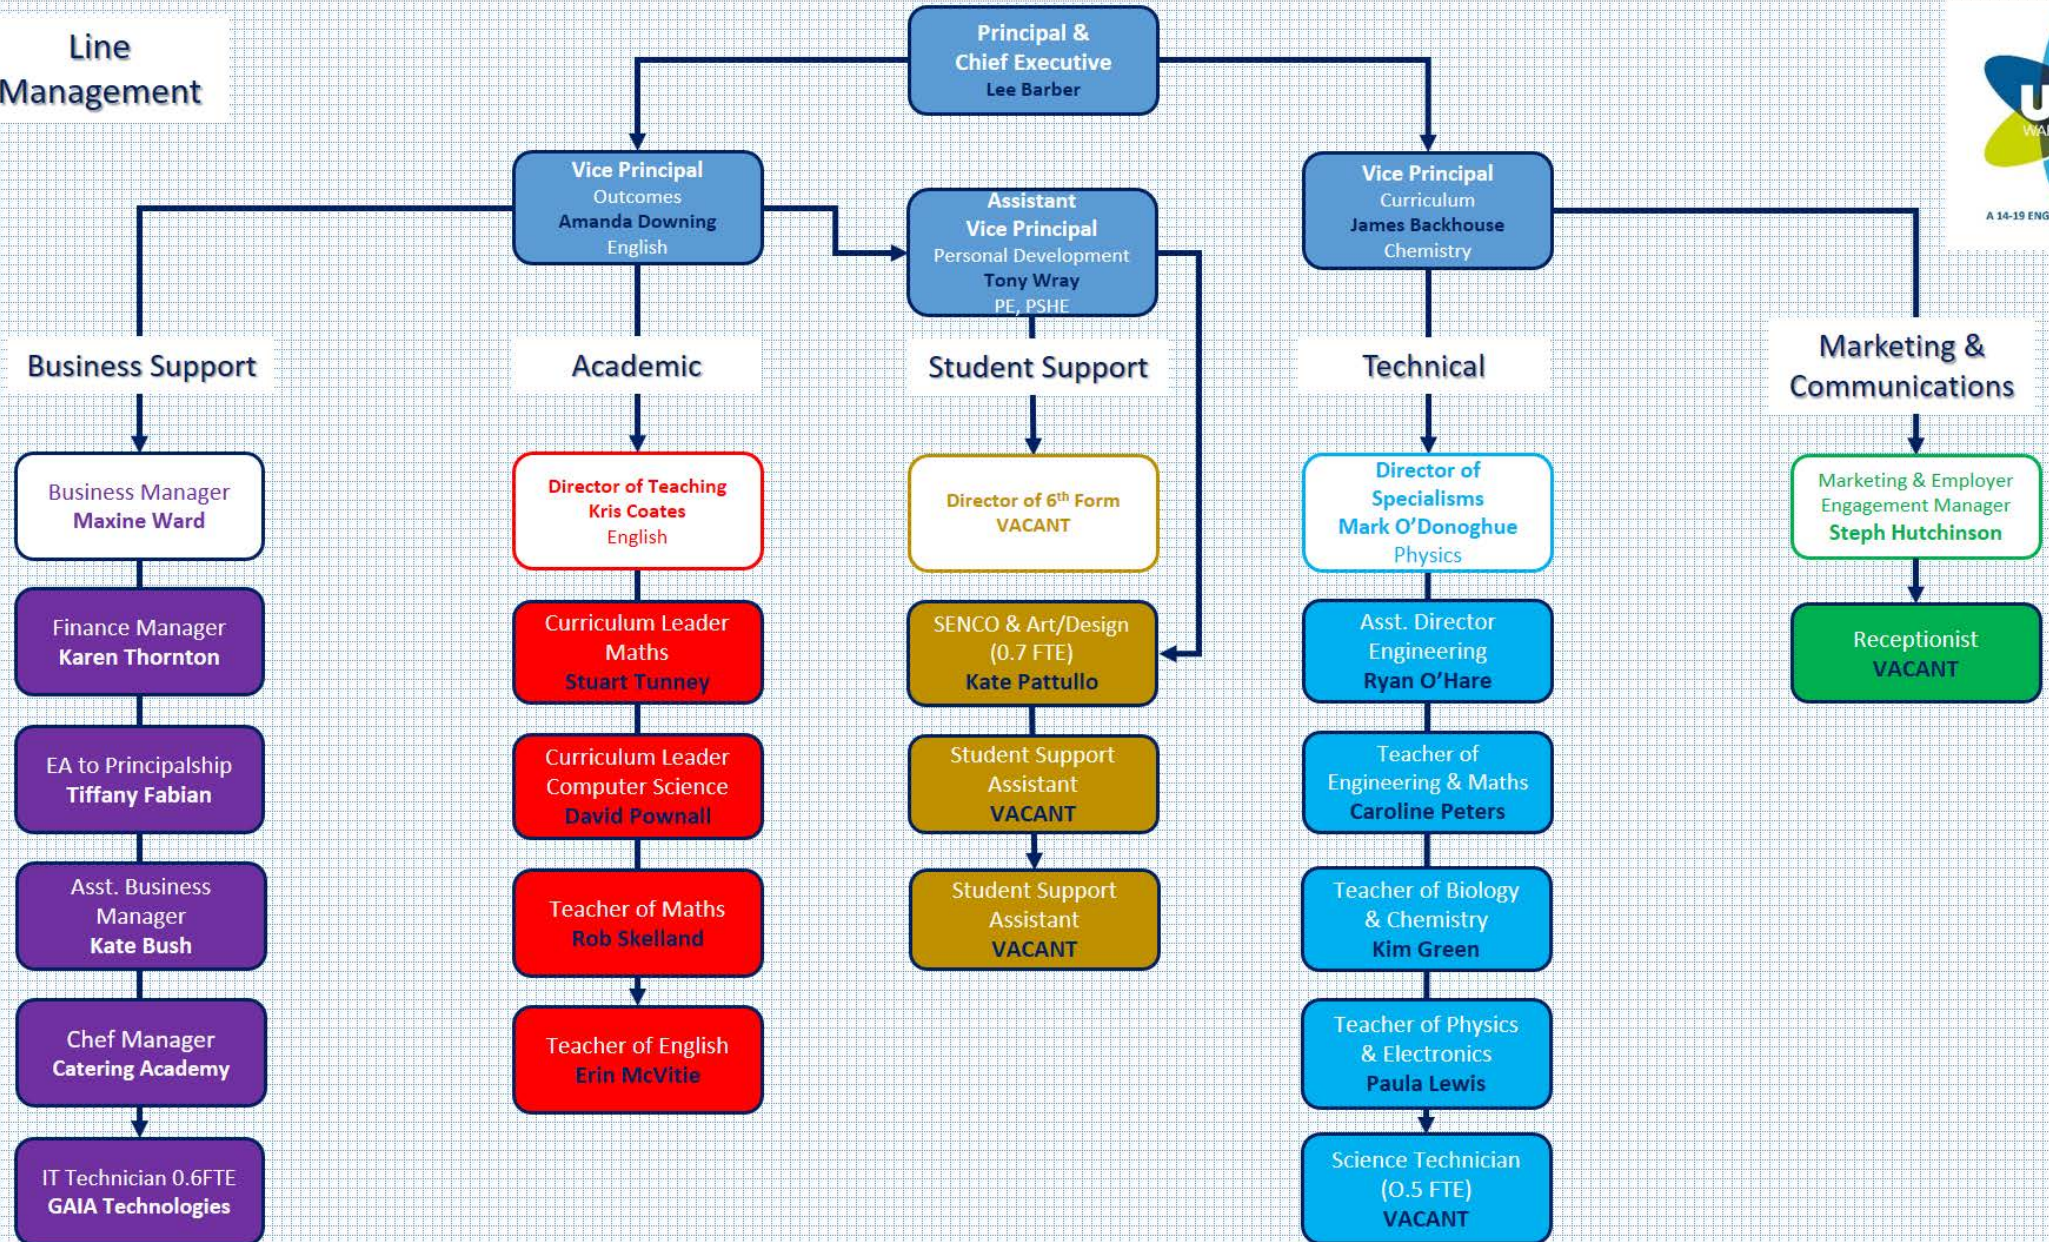 Line
Management
Principal &
Chief Executive
Lee Barber
Vice Principal
Outcomes
Amanda Downing
English
Assistant
Vice Principal
Personal Development
Tony Wray
PE, PSHE
Vice Principal
Curriculum
James Backhouse
Chemistry
A 14-19 ENG
Business Support
Business Manager
Maxine Ward
Finance Manager
Karen Thornton
EA to Principalship
Tiffany Fabian
Asst. Business
Manager
Kate Bush
Chef Manager
Catering Academy
IT Technician 0.6FTE
GAIA Technologies
Academic
Director of Teaching
Kris Coates
English
Curriculum Leader
Maths
Stuart Tunney
Curriculum Leader
Computer Science
David Pownall
Teacher of Maths
Rob Skelland
Teacher of English
Erin McVitie
Student Support
Director of 6th Form
VACANT
SENCO & Art/Design
(0.7 FTE)
Kate Pattullo
Student Support
Assistant
VACANT
Student Support
Assistant
VACANT
Technical
Director of
Specialisms
Mark O’Donoghue
Physics
Asst. Director
Engineering
Ryan O’Hare
Teacher of
Engineering & Maths
Caroline Peters
Teacher of Biology
& Chemistry
Kim Green
Teacher of Physics
& Electronics
Paula Lewis
Science Technician
(O.5 FTE)
VACANT
Marketing &
Communications
Marketing & Employer
Engagement Manager
Steph Hutchinson
Receptionist
VACANT